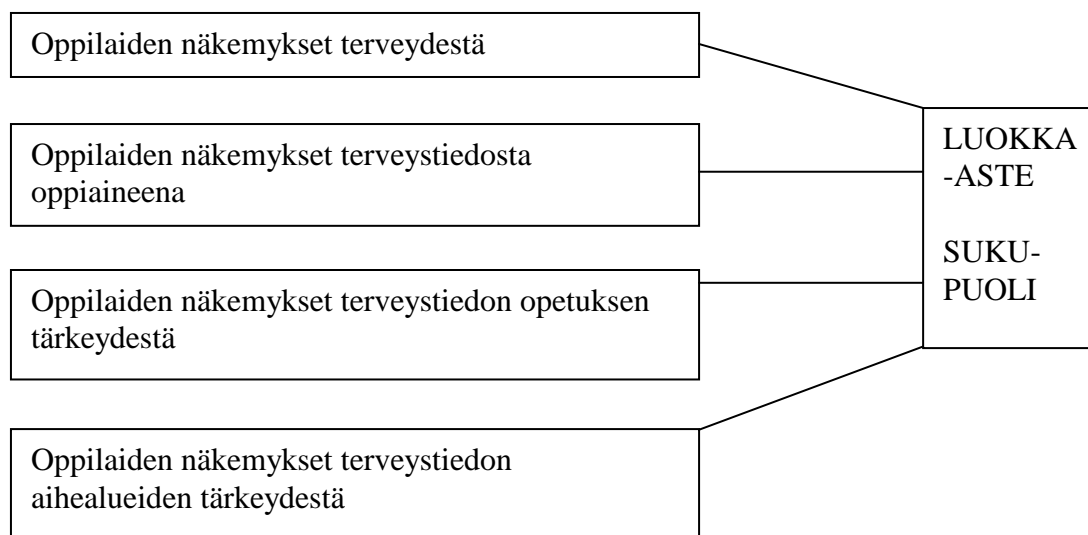 Oppilaiden näkemykset terveydestä
Oppilaiden näkemykset terveystiedosta
oppiaineena
Oppilaiden näkemykset terveystiedon opetuksen
tärkeydestä
Oppilaiden näkemykset terveystiedon
aihealueiden tärkeydestä
LUOKKA
-ASTE
SUKU-
PUOLI